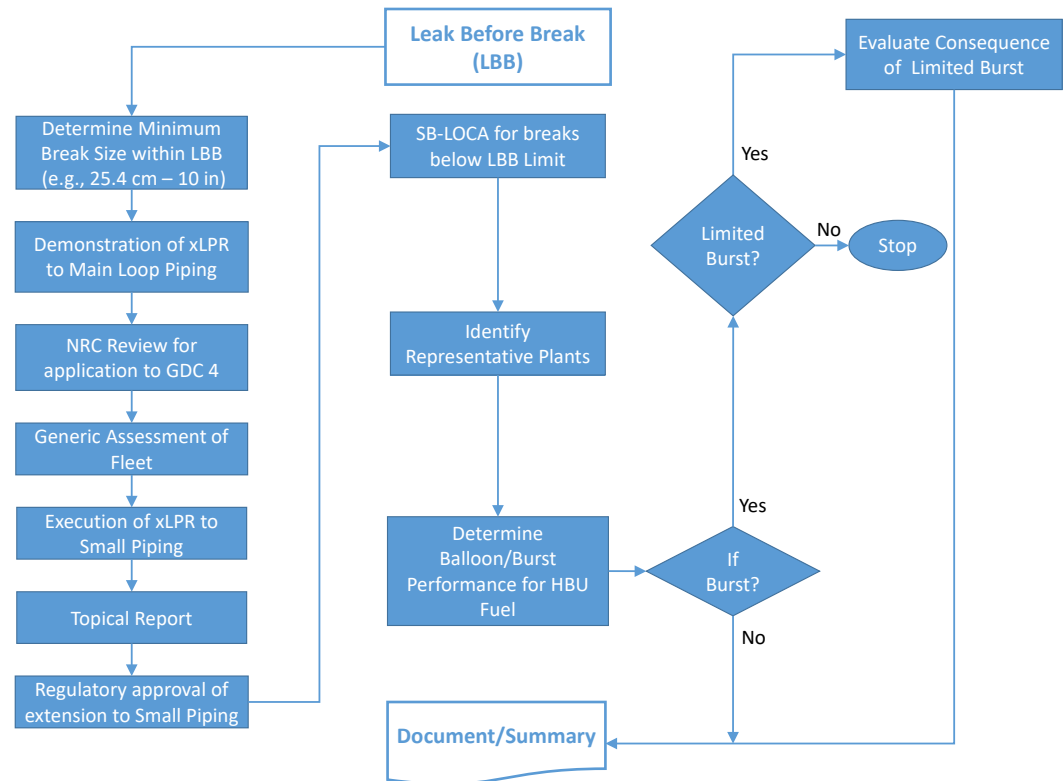 Leak Before Break
(LBB)
Determine Minimum
Break Size within LBB
(e.g., 25.4 cm – 10 in)
Demonstration of xLPR
to Main Loop Piping
NRC Review for
application to GDC 4
Generic Assessment of
Fleet
Execution of xLPR to
Small Piping
Topical Report
Regulatory approval of
extension to Small Piping
SB-LOCA for breaks
below LBB Limit
Identify
Representative Plants
Determine
Balloon/Burst
Performance for HBU
Fuel
If
Burst?
Yes
No
Limited
Burst?
Yes
No
Stop
Evaluate Consequence
of Limited Burst
Document/Summary